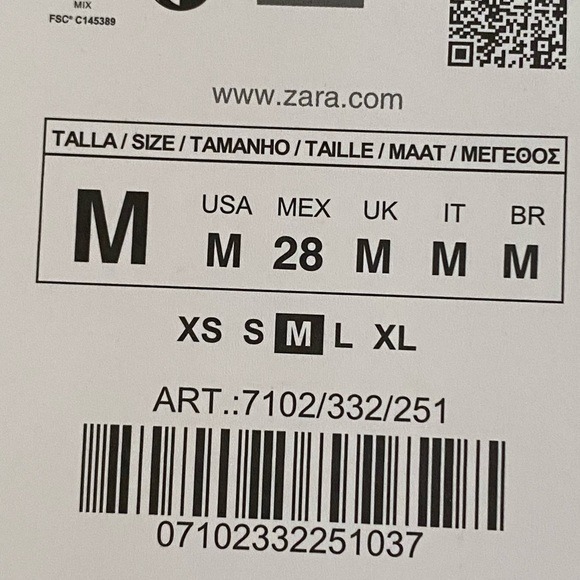 MIX
FSC® C145389
www.zara.com
TALLA / SIZE / TAMANHO / TAILLE / MAAT / ΜΕΓΕΘΟΣ
USA MEX UK IT BR
M M 28 M M M
XS S M L XL
ART.:7102/332/251
07102332251037